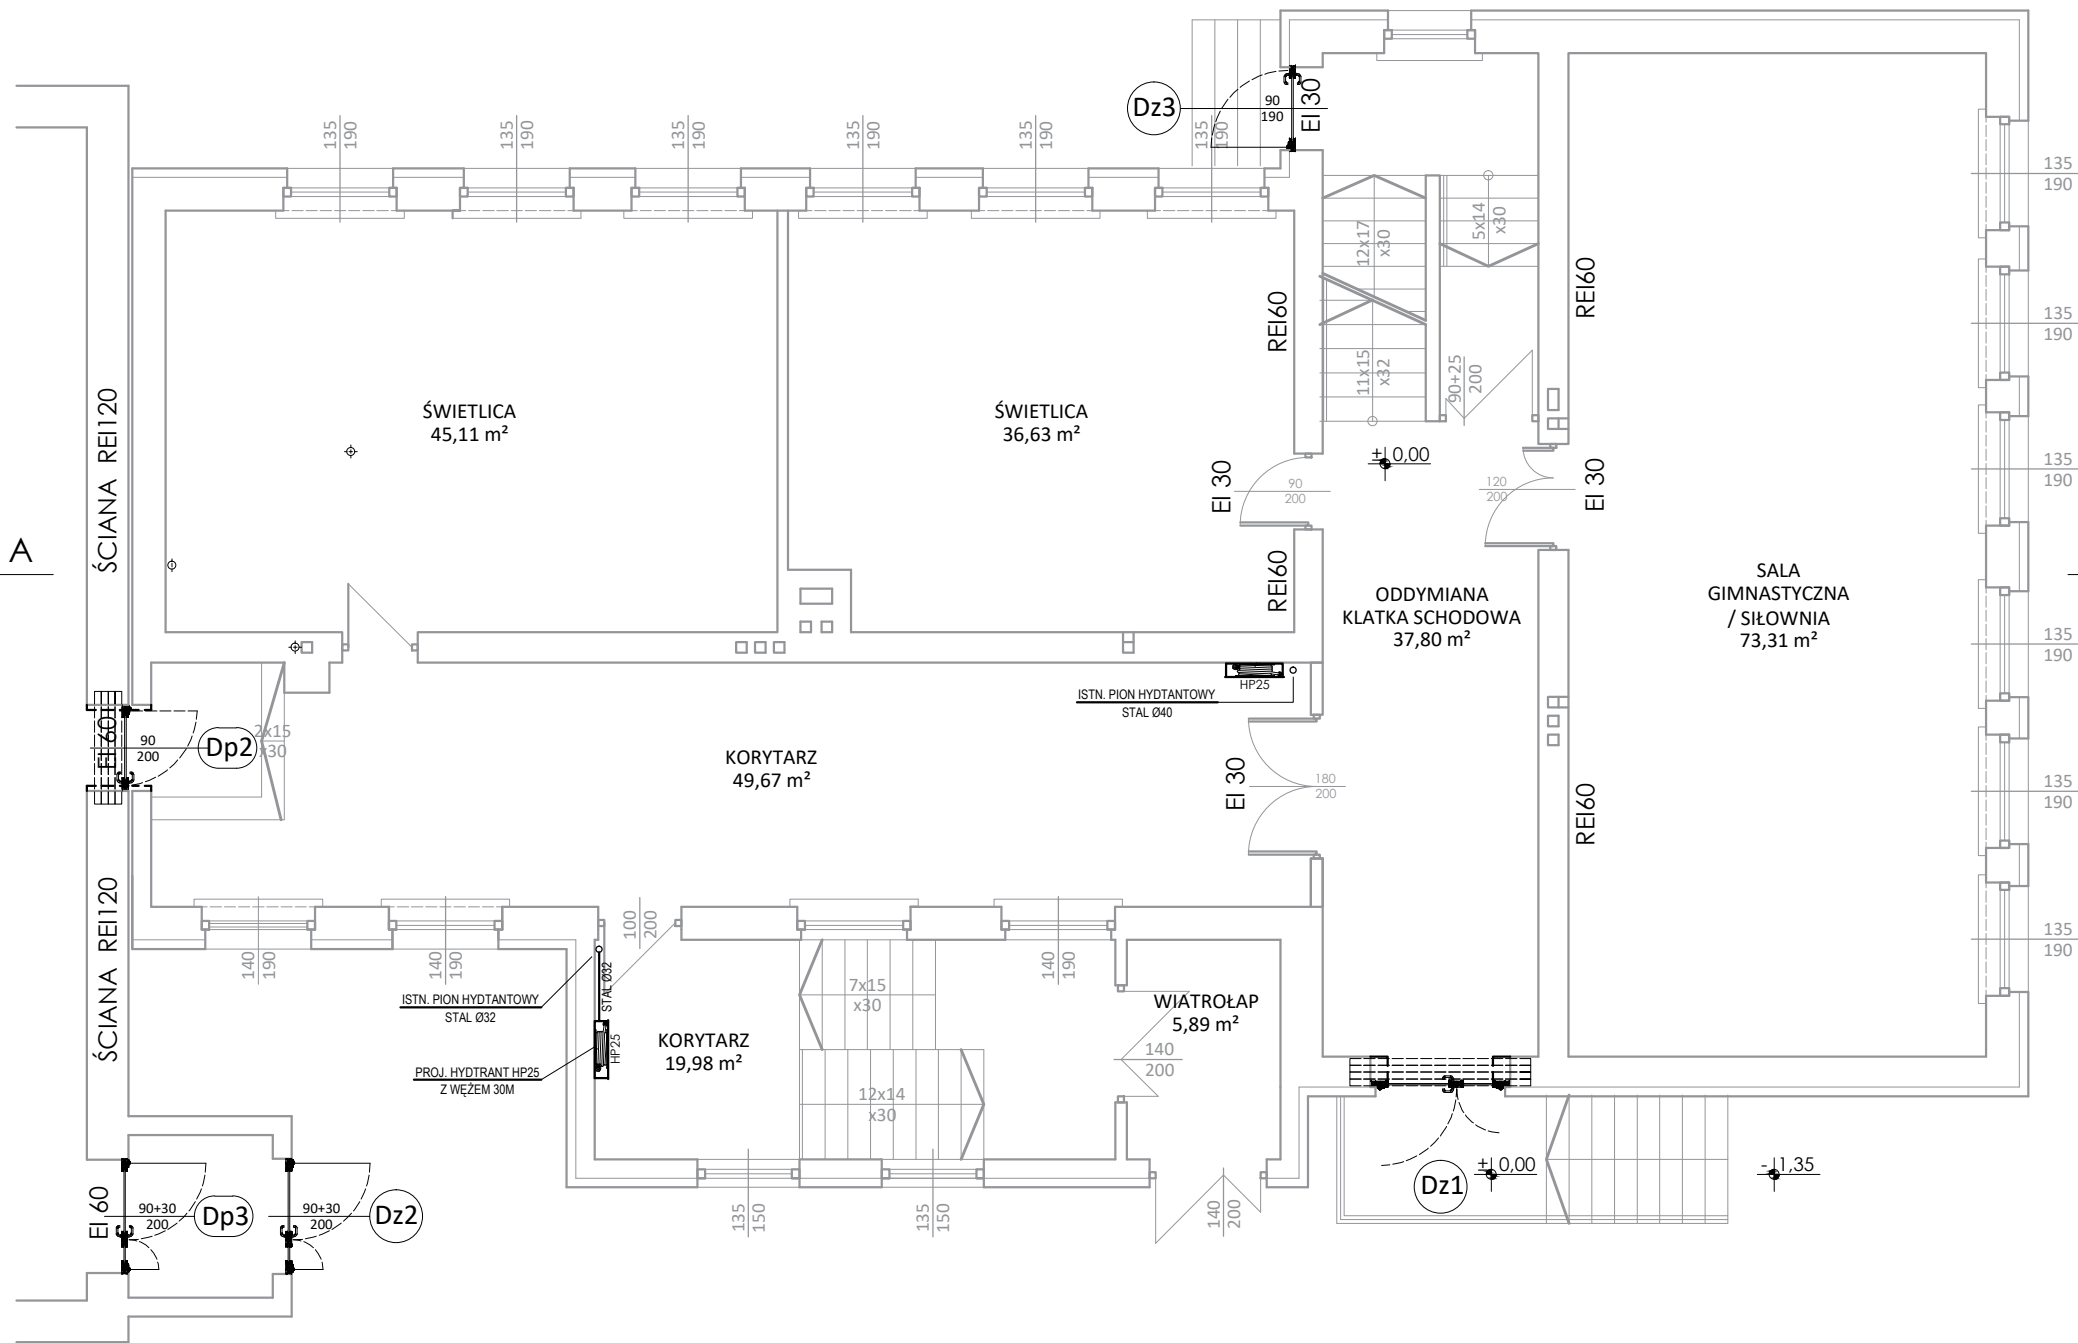 Dz3
90
190
EI 30
135
190
135
190
135
190
135
190
135
190
135
190
135
190
135
190
135
190
135
190
135
190
135
190
12x17
x30
5x14
x30
11x15
x32
90+25
200
REI60
REI60
ŚCIANA REI120
ŚWIETLICA
45,11 m²
ŚWIETLICA
36,63 m²
± 0,00
EI 30
90
200
120
200
EI 30
A
REI60
ODDYMIANA
KLATKA SCHODOWA
37,80 m²
SALA
GIMNASTYCZNA
/ SIŁOWNIA
73,31 m²
HP25
ISTN. PION HYDTANTOWY
STAL Ø40
EI 60
90
200
Dp2
2x15
x30
KORYTARZ
49,67 m²
EI 30
180
200
REI60
ŚCIANA REI120
140
190
140
190
100
200
140
190
STAL Ø32
ISTN. PION HYDTANTOWY
STAL Ø32
7x15
x30
WIATROŁAP
5,89 m²
KORYTARZ
19,98 m²
HP25
PROJ. HYDTRANT HP25
Z WĘŻEM 30M
140
200
12x14
x30
EI 60
90+30
200
Dp3
90+30
200
Dz2
135
150
135
150
140
200
Dz1
± 0,00
- 1,35